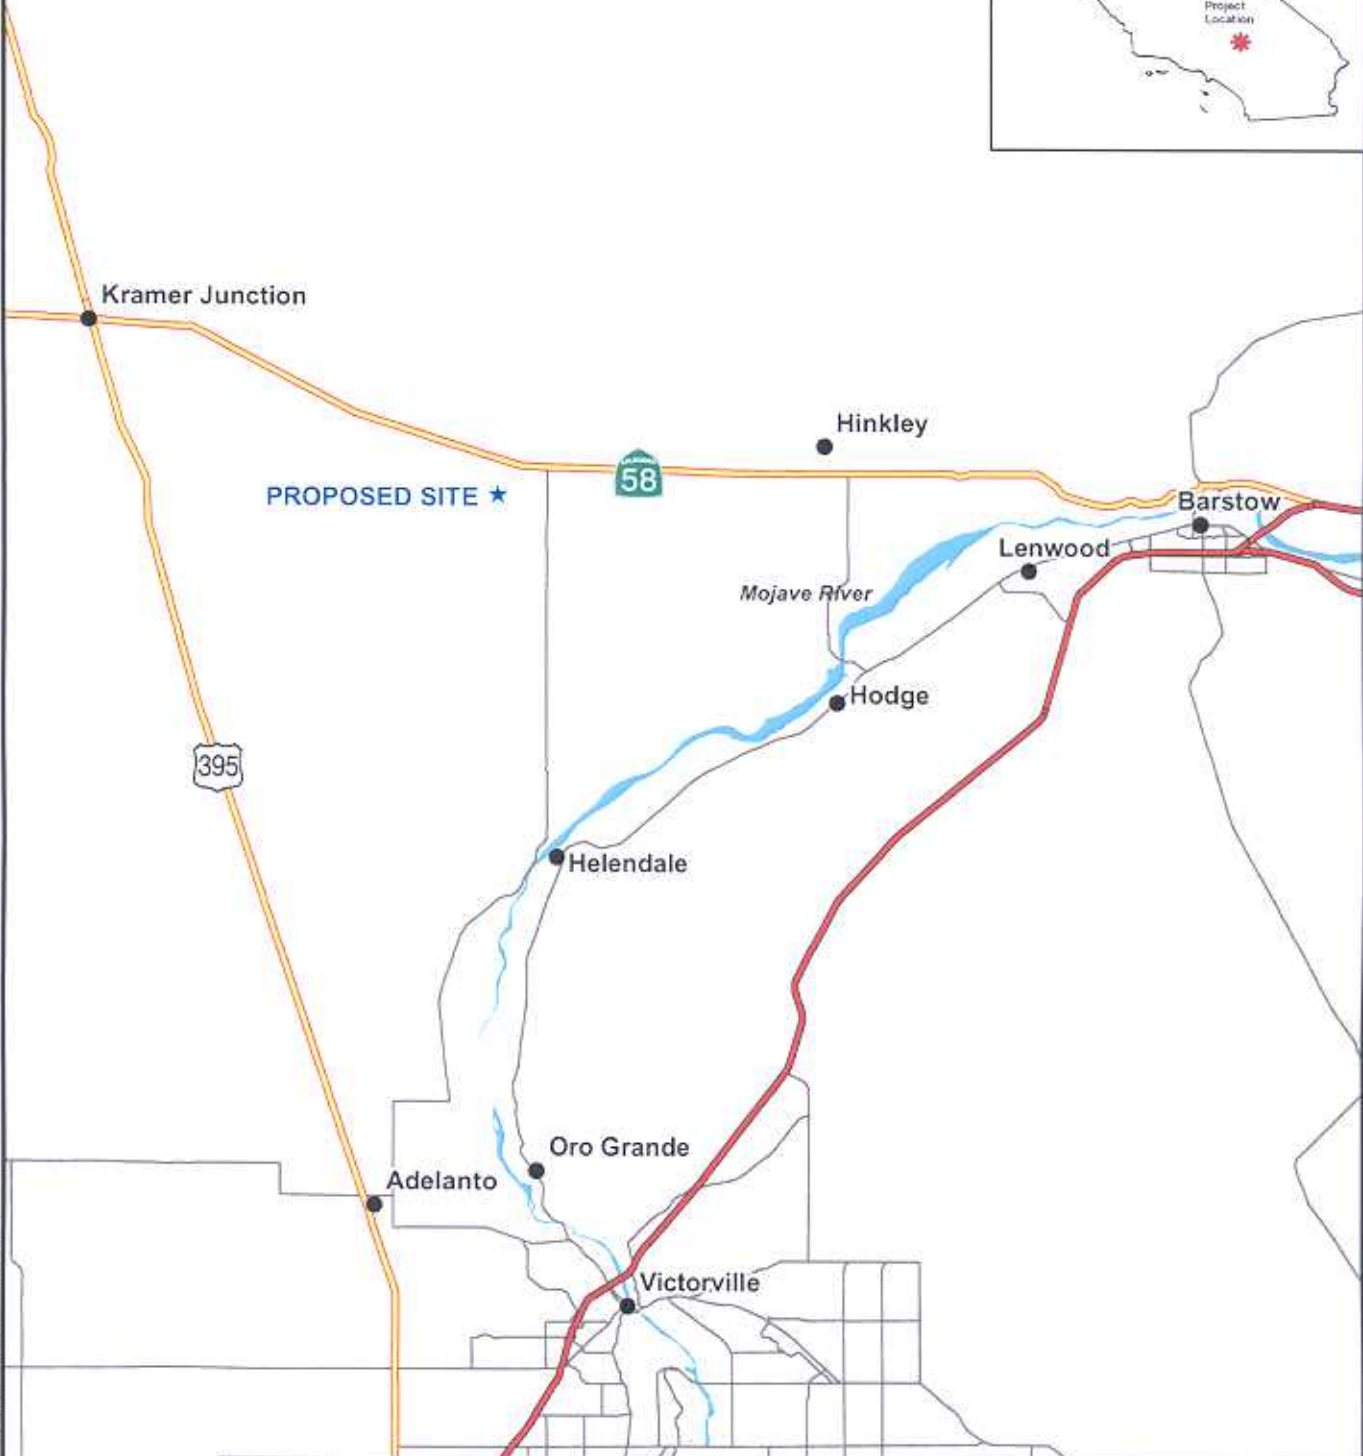 Project
Location
Kramer Junction
Hinkley
58
PROPOSED SITE
Barstow
Lenwood
Mojave River
Hodge
395
Helendale
Oro Grande
Adelanto
Victorville